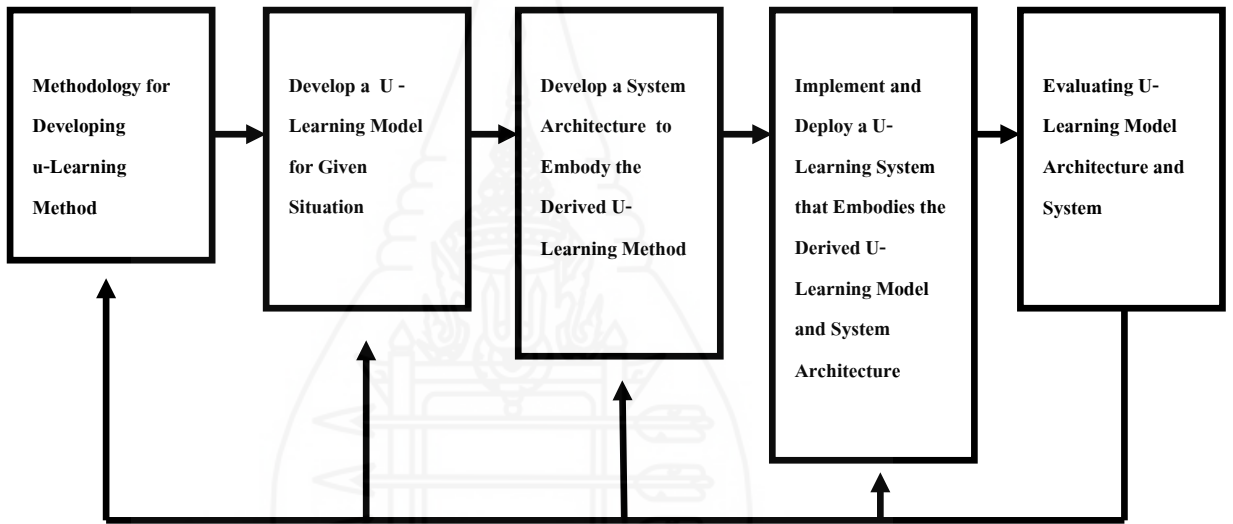 Methodology for
Developing
u-Learning
Method
Develop a U -
Learning Model
for Given
Situation
Develop a System
Architecture to
Embody the
Derived U-
Learning Method
Implement and
Deploy a U-
Learning System
that Embodies the
Derived U-
Learning Model
and System
Architecture
Evaluating U-
Learning Model
Architecture and
System